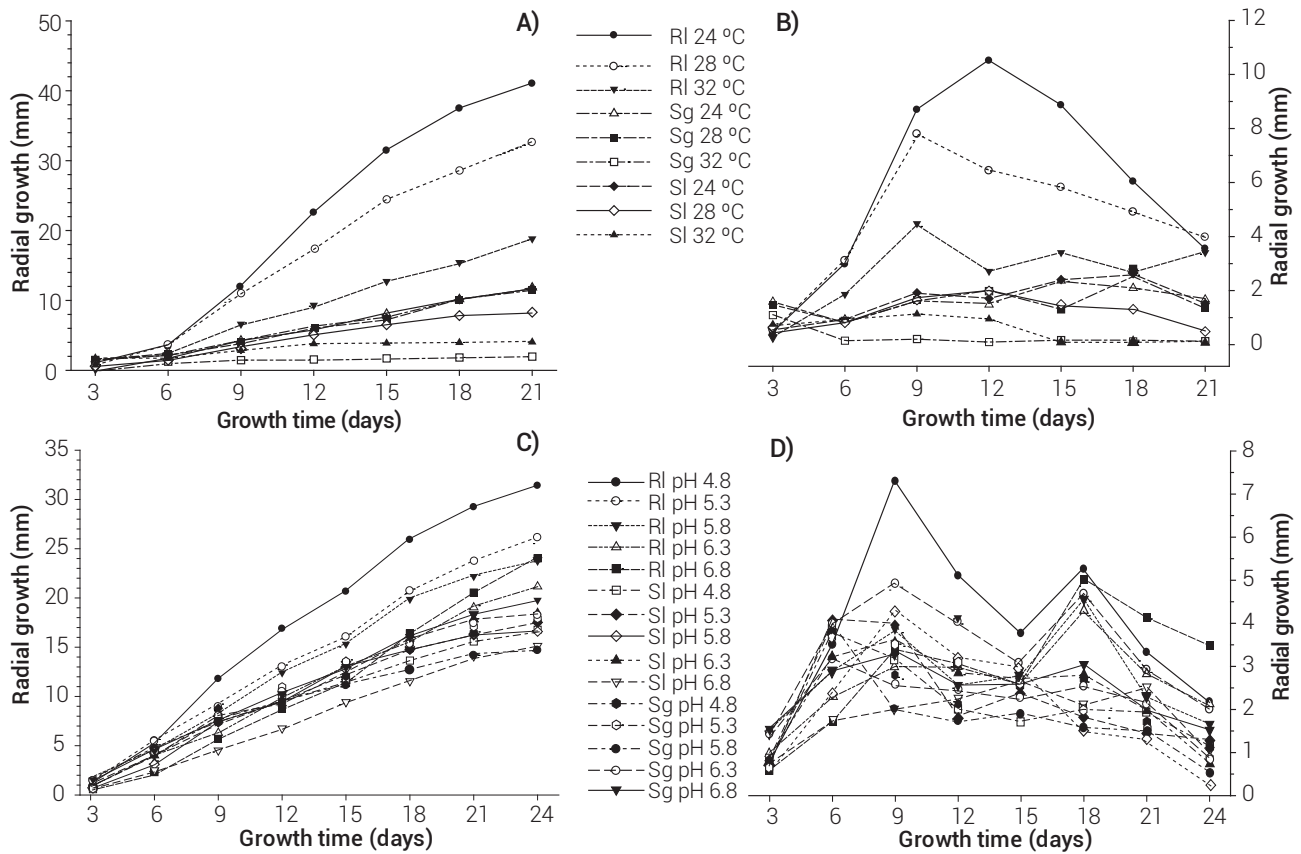 A)
50
40
30
20
10
0
Radial growth (mm)
3 6 9 12 15 18 21
Growth time (days)
Rl 24 ºC
Rl 28 ºC
Rl 32 ºC
Sg 24 ºC
Sg 28 ºC
Sg 32 ºC
Sl 24 ºC
Sl 28 ºC
Sl 32 ºC
B)
12
10
8
6
4
2
0
Radial growth (mm)
3 6 9 12 15 18 21
Growth time (days)
C)
35
30
25
20
15
10
5
0
Radial growth (mm)
3 6 9 12 15 18 21 24
Growth time (days)
Rl pH 4.8
Rl pH 5.3
Rl pH 5.8
Rl pH 6.3
Rl pH 6.8
Sl pH 4.8
Sl pH 5.3
Sl pH 5.8
Sl pH 6.3
Sl pH 6.8
Sg pH 4.8
Sg pH 5.3
Sg pH 5.8
Sg pH 6.3
Sg pH 6.8
D)
8
7
6
5
4
3
2
1
0
Radial growth (mm)
3 6 9 12 15 18 21 24
Growth time (days)